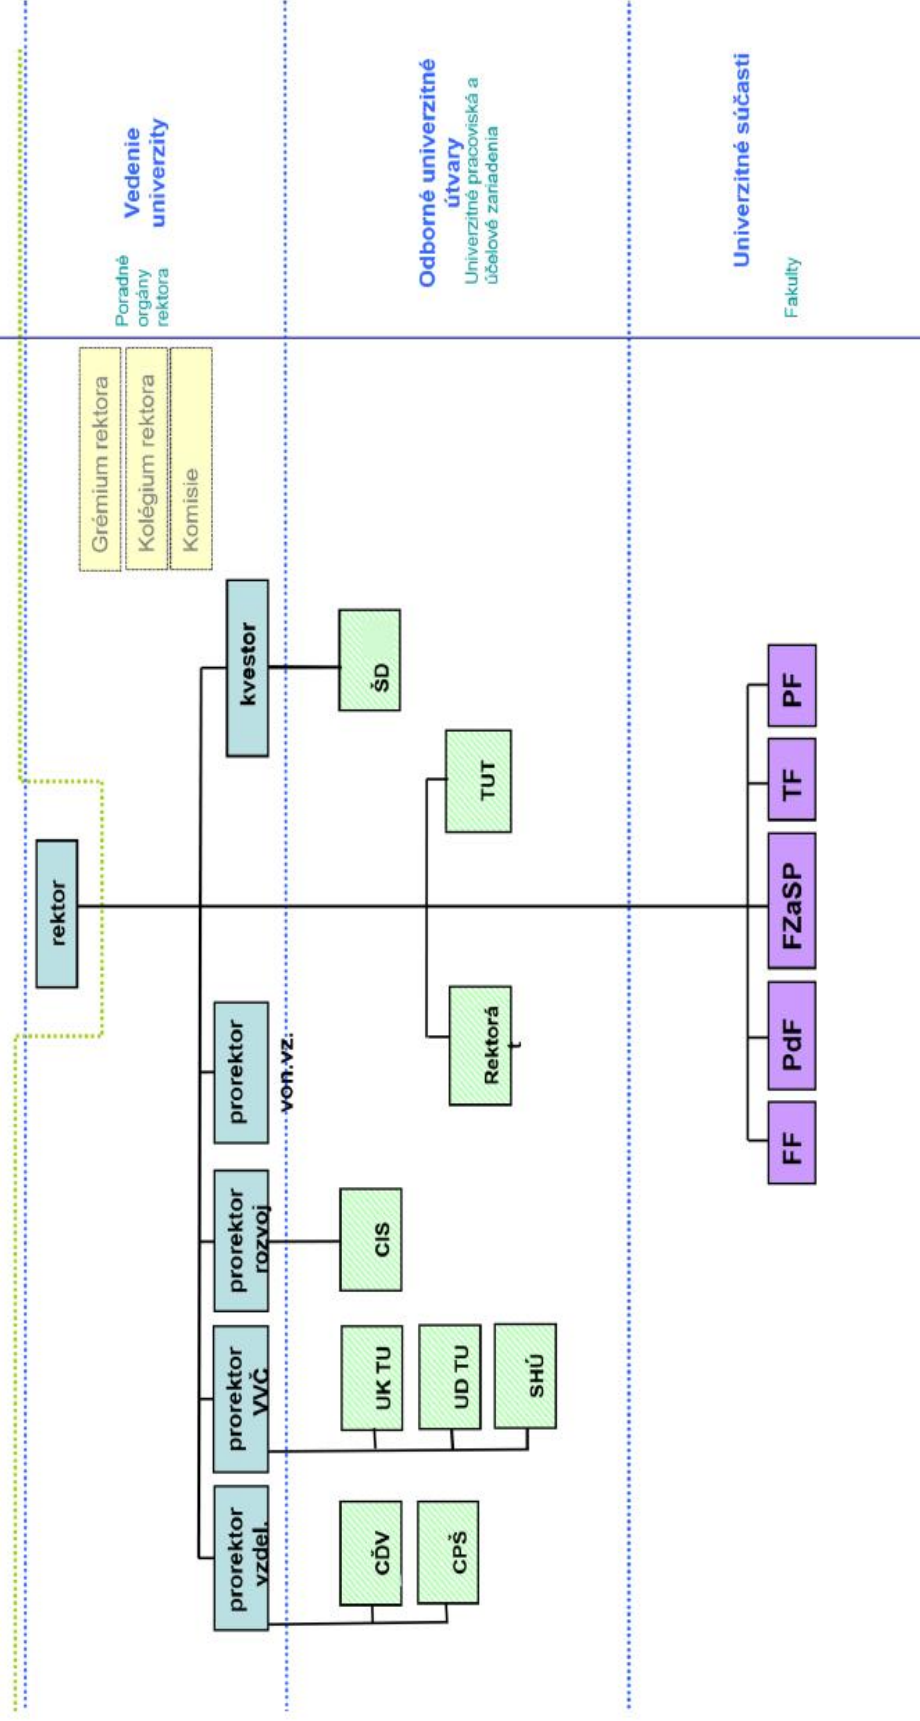 rektor
Grémium rektora
Kolégium rektora
Komisie
Poradné
orgány
rektora
Vedenie
univerzity
prorektor
vzdel.
prorektor
VVČ
prorektor
rozvoj
prorektor
von.vz.
kvestor
CĎV
CPŠ
UK TU
UD TU
SHÚ
CIS
ŠD
Rektorá
t
TUT
Odborné univerzitné
útvary
Univerzitné pracoviská a
účelové zariadenia
FF
PdF
FZaSP
TF
PF
Univerzitné súčasti
Fakulty